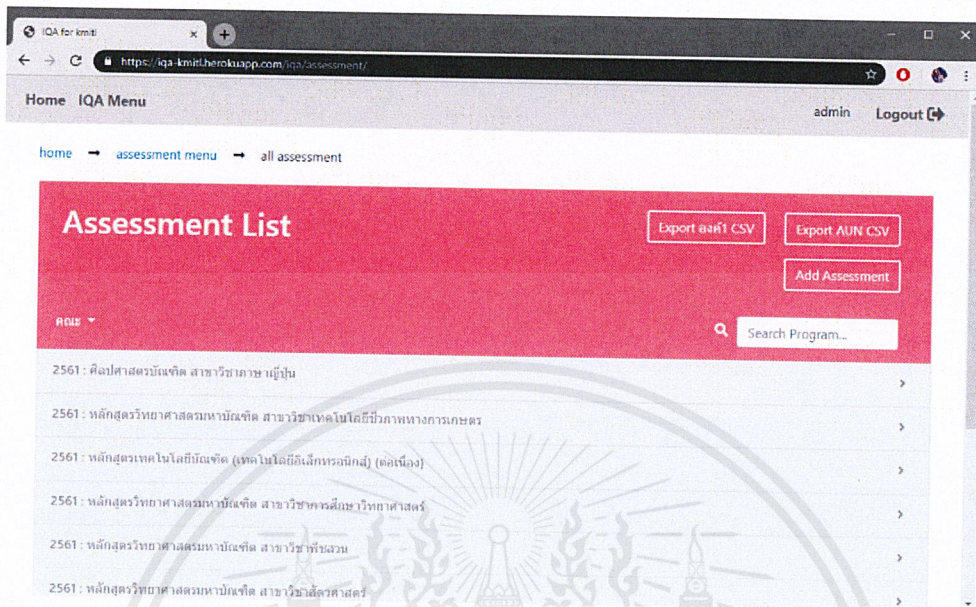 IQA for kmitl
https://iqa-kmitl.herokuapp.com/iqa/assessment/
Home IQA Menu admin Logout
home → assessment menu → all assessment
Assessment List
Export องค์1 CSV Export AUN CSV
Add Assessment
คณะ Search Program...
2561 : ศิลปศาสตรบัณฑิต สาขาวิชาภาษาญี่ปุ่น
2561 : หลักสูตรวิทยาศาสตรมหาบัณฑิต สาขาวิชาเทคโนโลยีชีวภาพทางการเกษตร
2561 : หลักสูตรเทคโนโลยีบัณฑิต (เทคโนโลยีอิเล็กทรอนิกส์) (ต่อเนื่อง)
2561 : หลักสูตรวิทยาศาสตรมหาบัณฑิต สาขาวิชาการศึกษาวิทยาศาสตร์
2561 : หลักสูตรวิทยาศาสตรมหาบัณฑิต สาขาวิชาพืชสวน
2561 : หลักสูตรวิทยาศาสตรมหาบัณฑิต สาขาวิชาสัตวศาสตร์